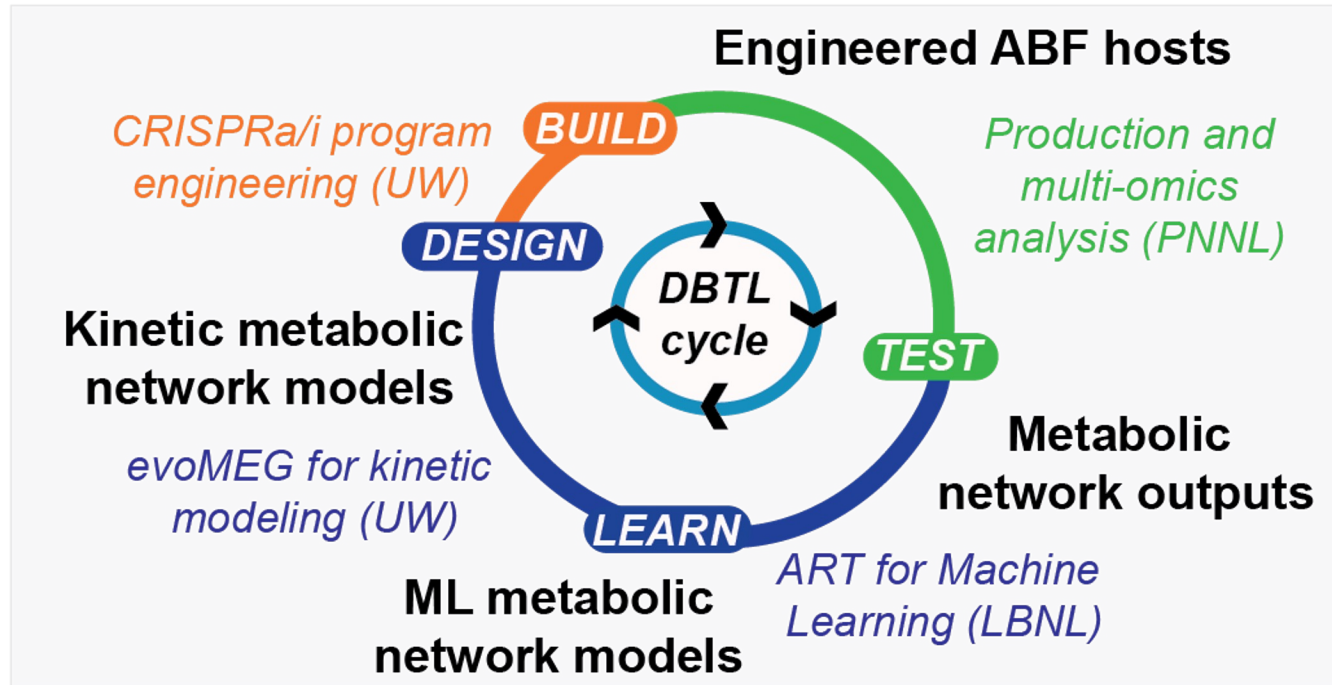 Engineered ABF hosts
CRISPRa/i program
engineering (UW)
BUILD
Production and
multi-omics
analysis (PNNL)
DESIGN
DBTL
cycle
Kinetic metabolic
network models
TEST
evoMEG for kinetic
modeling (UW)
Metabolic
network outputs
LEARN
ART for Machine
Learning (LBNL)
ML metabolic
network models